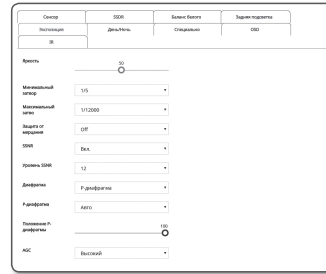 Сенсор SSDR Баланс белого Задняя подсветка
Экспозиция День/Ночь Специально OSD
IR
Яркость 50
Минимальный затвор 1/5
Максимальный затво 1/12000
Защита от мерцания Off
SSNR Вкл.
Уровень SSNR 12
Диафрагма P-диафрагма
P-диафрагма Авто
Положение P-диафрагмы 100
AGC Высокий